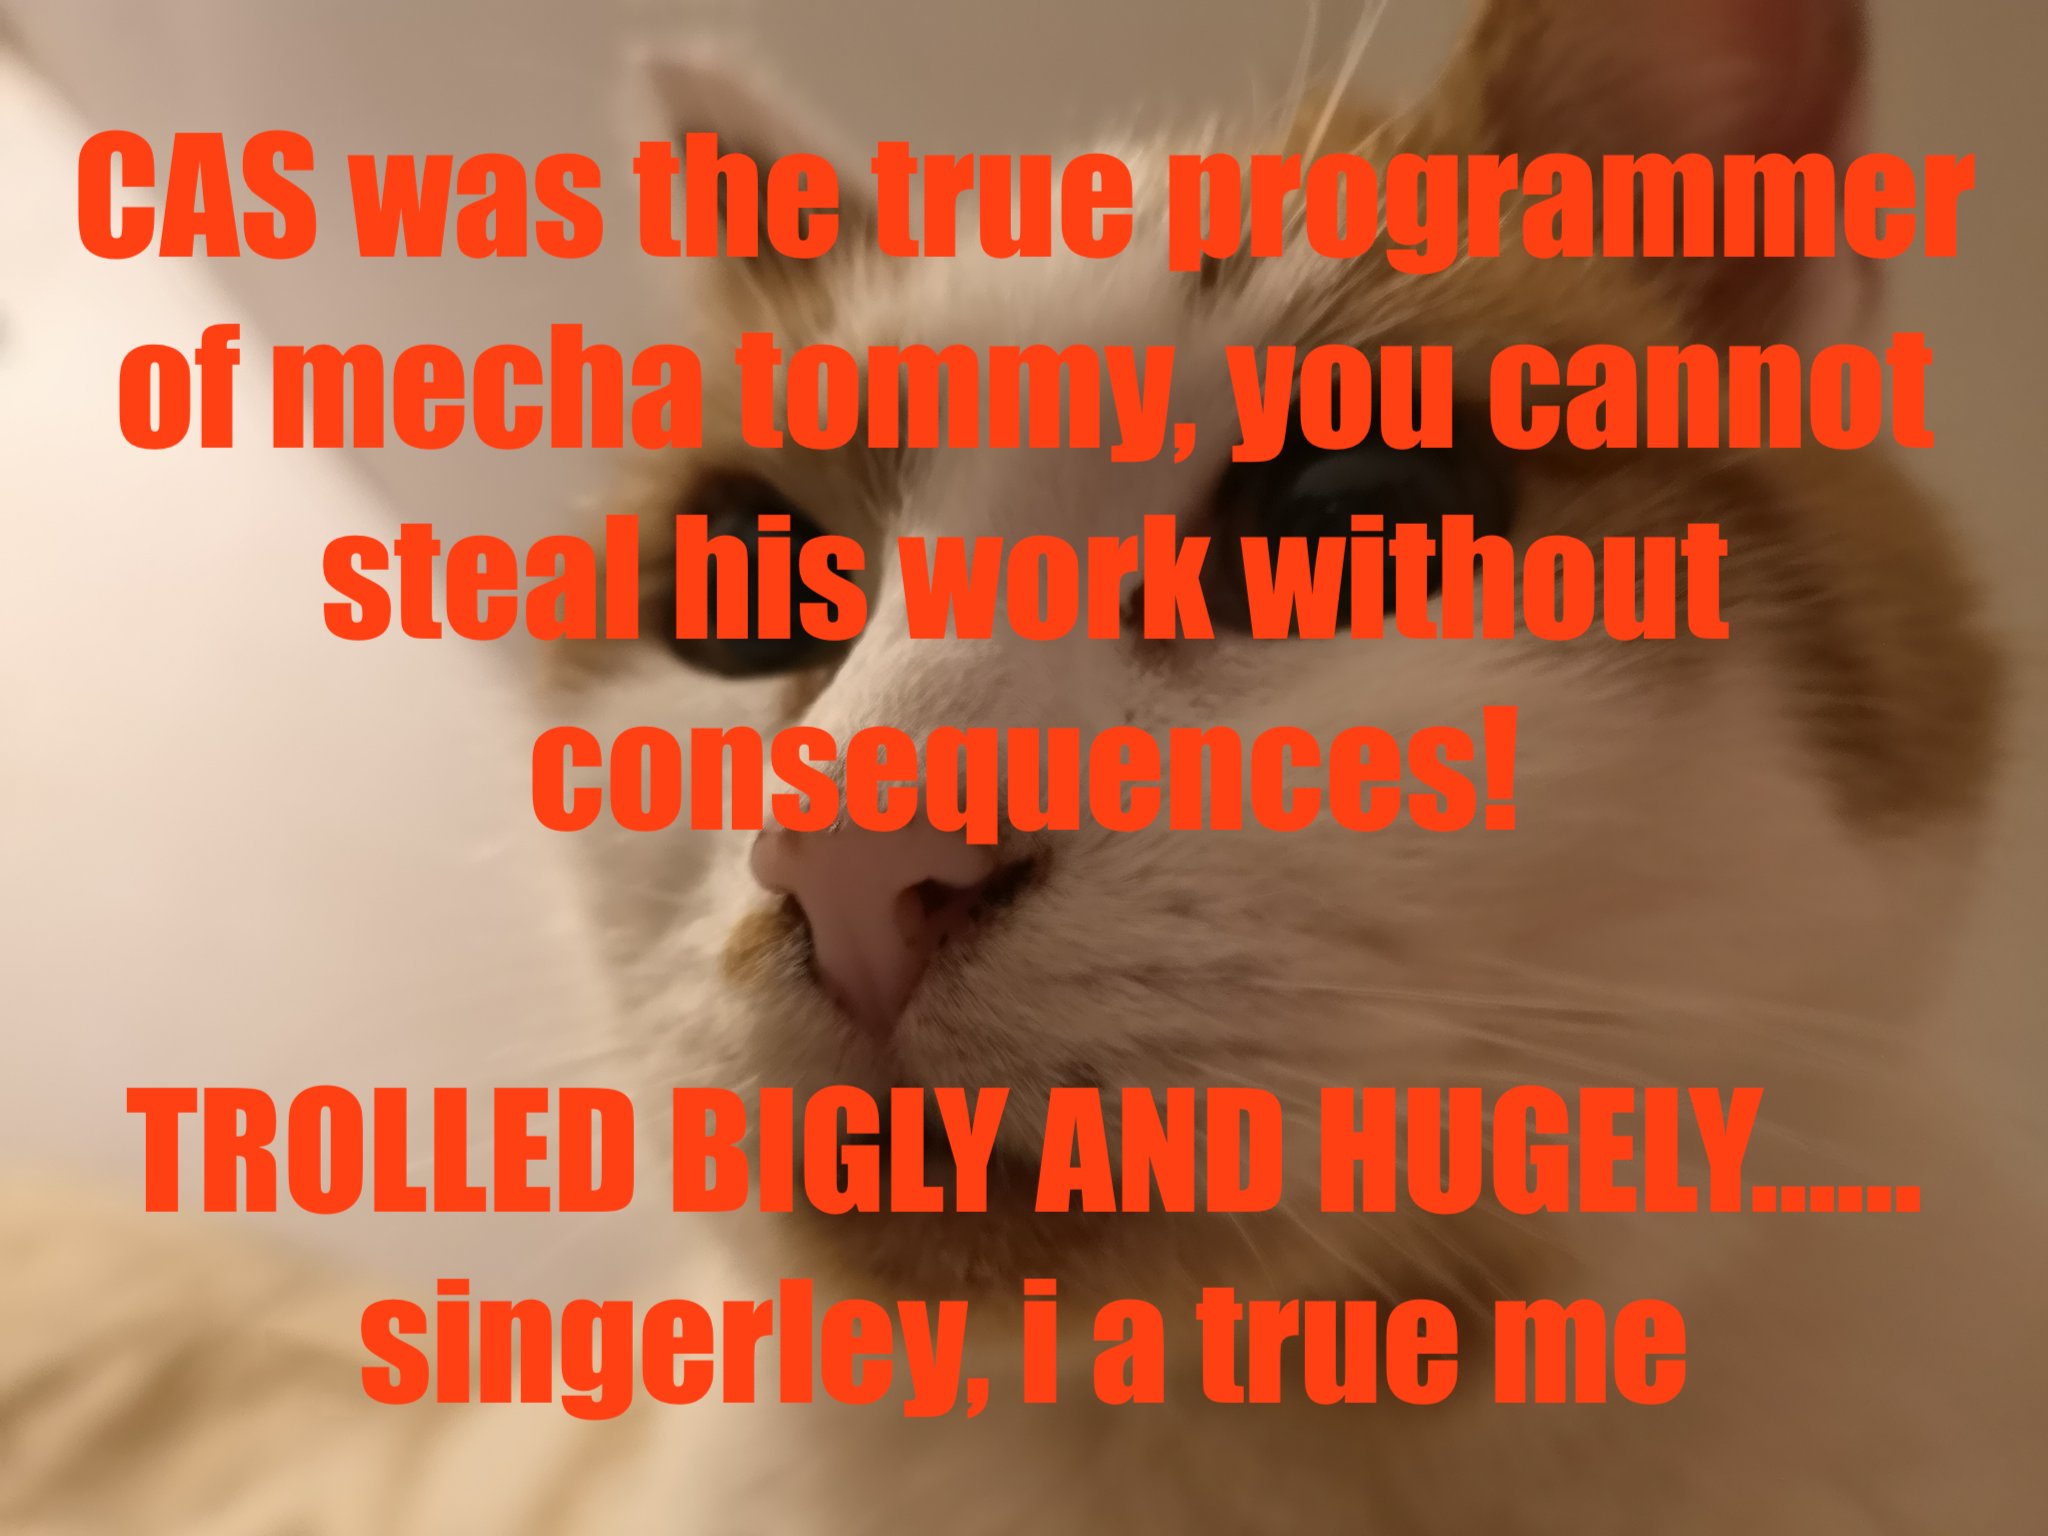 CAS was the true programmer
of mecha tommy, you cannot
steal his work without
consequences!
TROLLED BIGLY AND HUGELY......
singerley, i a true me